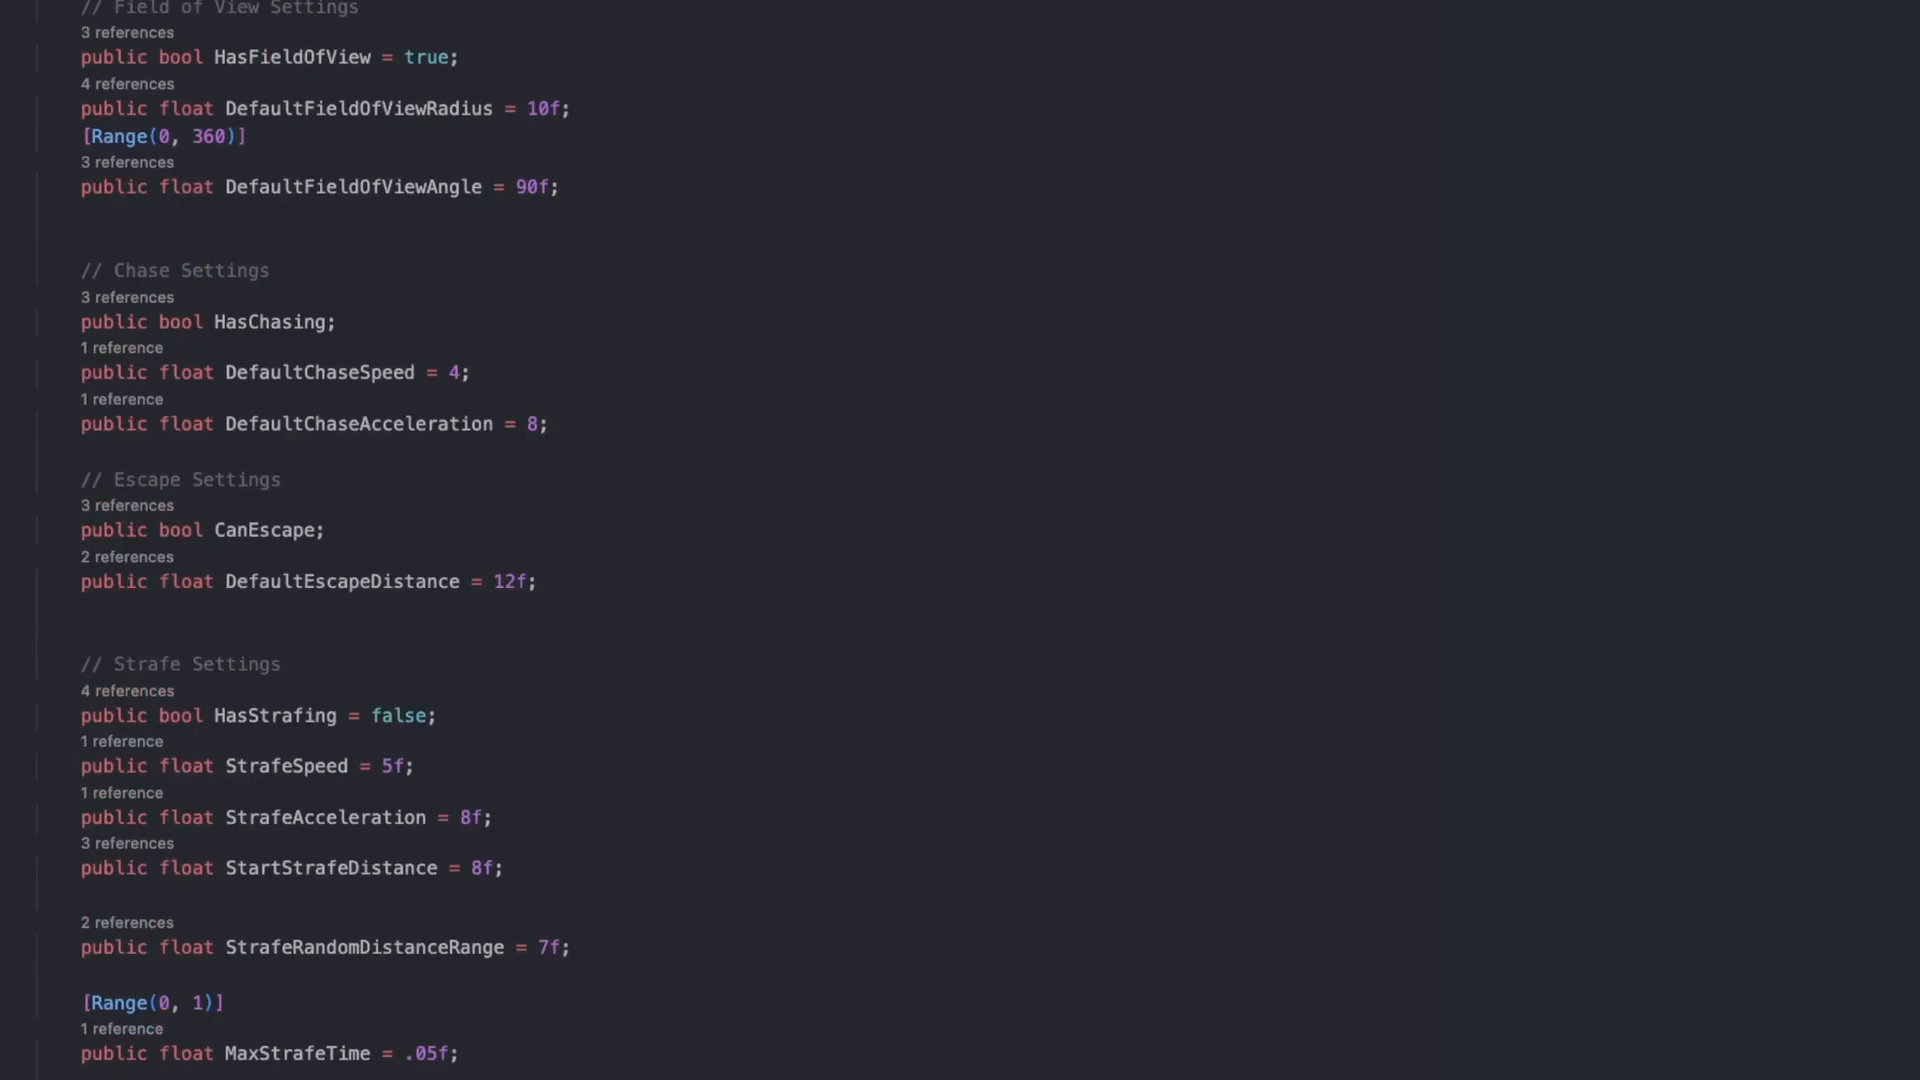 // Field of View Settings
3 references
public bool HasFieldOfView = true;
4 references
public float DefaultFieldOfViewRadius = 10f;
[Range(0, 360)]
3 references
public float DefaultFieldOfViewAngle = 90f;
// Chase Settings
3 references
public bool HasChasing;
1 reference
public float DefaultChaseSpeed = 4;
1 reference
public float DefaultChaseAcceleration = 8;
// Escape Settings
3 references
public bool CanEscape;
2 references
public float DefaultEscapeDistance = 12f;
// Strafe Settings
4 references
public bool HasStrafing = false;
1 reference
public float StrafeSpeed = 5f;
1 reference
public float StrafeAcceleration = 8f;
3 references
public float StartStrafeDistance = 8f;
2 references
public float StrafeRandomDistanceRange = 7f;
[Range(0, 1)]
1 reference
public float MaxStrafeTime = .05f;